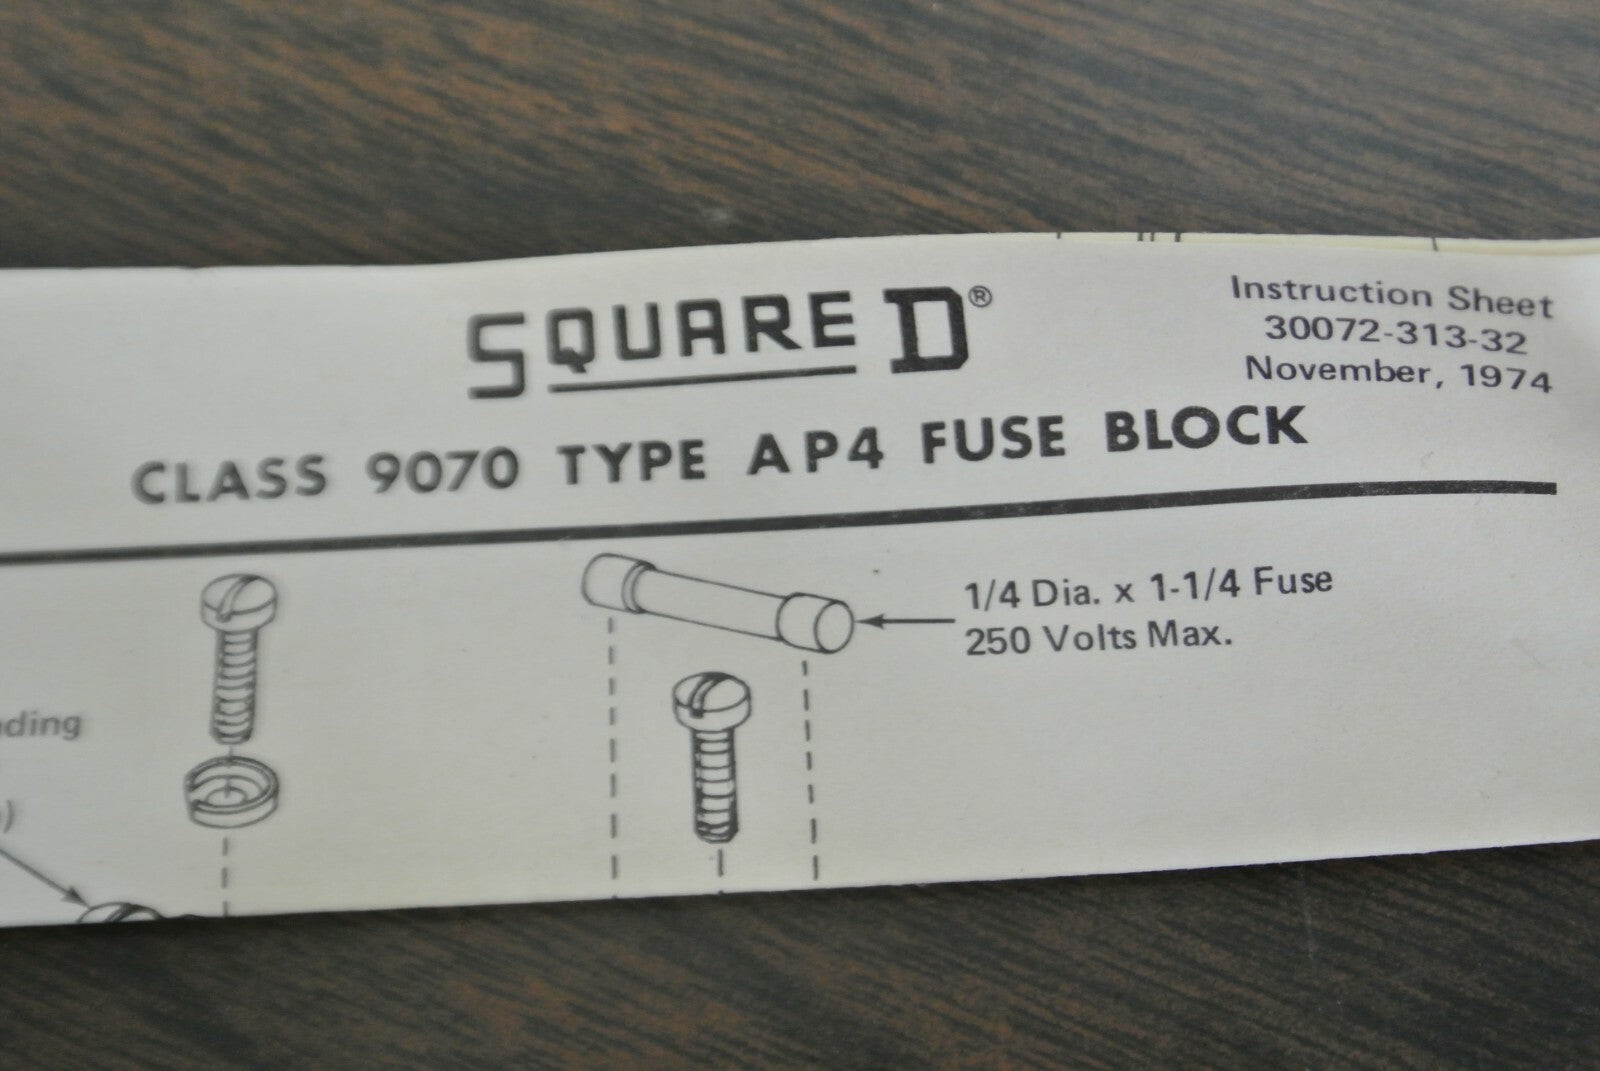 SQUARE D®
Instruction Sheet
30072-313-32
November, 1974
CLASS 9070 TYPE AP4 FUSE BLOCK
1/4 Dia. x 1-1/4 Fuse
250 Volts Max.